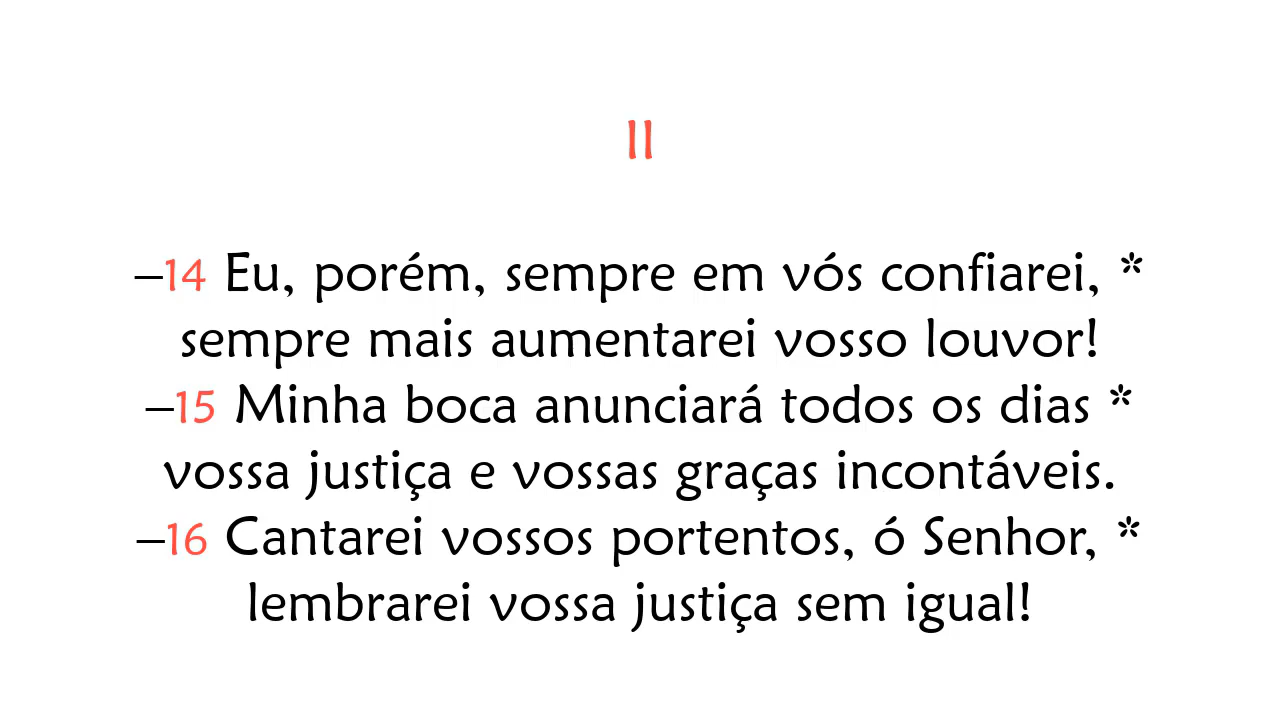 II
–14 Eu, porém, sempre em vós confiarei, *
sempre mais aumentarei vosso louvor!
–15 Minha boca anunciará todos os dias *
vossa justiça e vossas graças incontáveis.
–16 Cantarei vossos portentos, ó Senhor, *
lembrarei vossa justiça sem igual!